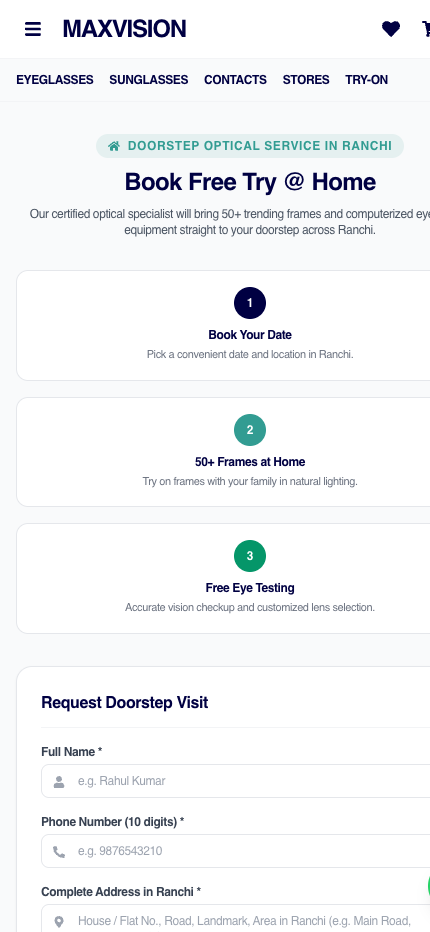 MAXVISION
EYEGLASSES SUNGLASSES CONTACTS STORES TRY-ON
DOORSTEP OPTICAL SERVICE IN RANCHI
Book Free Try @ Home
Our certified optical specialist will bring 50+ trending frames and computerized eye
equipment straight to your doorstep across Ranchi.
1
Book Your Date
Pick a convenient date and location in Ranchi.
2
50+ Frames at Home
Try on frames with your family in natural lighting.
3
Free Eye Testing
Accurate vision checkup and customized lens selection.
Request Doorstep Visit
Full Name *
e.g. Rahul Kumar
Phone Number (10 digits) *
e.g. 9876543210
Complete Address in Ranchi *
House / Flat No., Road, Landmark, Area in Ranchi (e.g. Main Road,